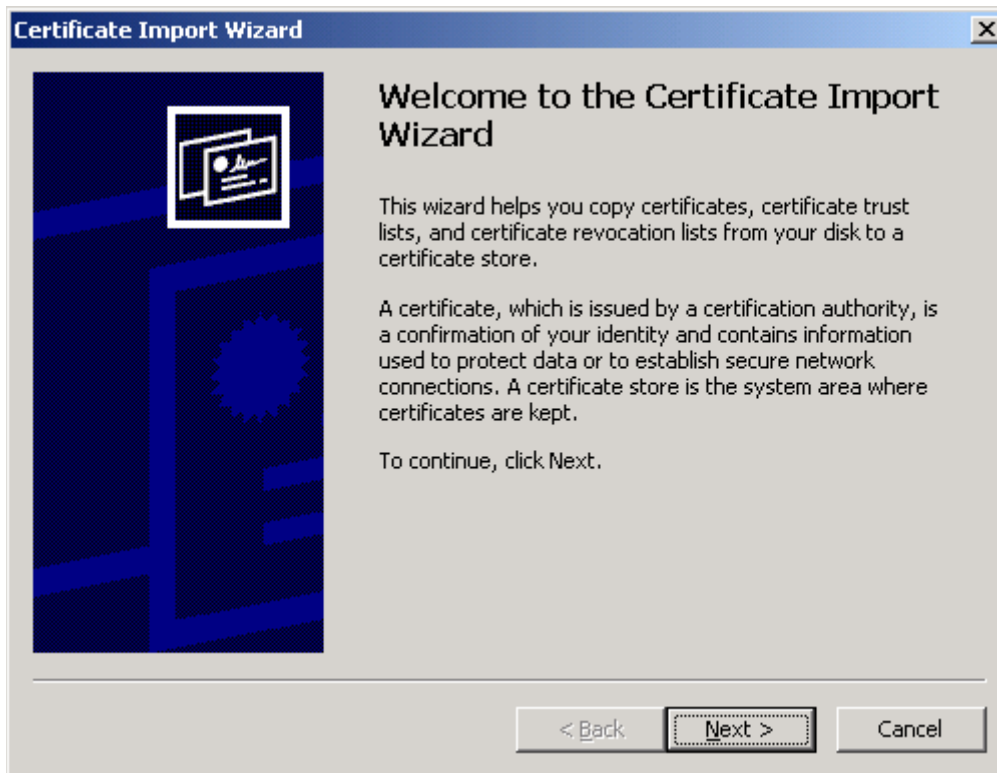 Certificate Import Wizard
Welcome to the Certificate Import
Wizard
This wizard helps you copy certificates, certificate trust
lists, and certificate revocation lists from your disk to a
certificate store.
A certificate, which is issued by a certification authority, is
a confirmation of your identity and contains information
used to protect data or to establish secure network
connections. A certificate store is the system area where
certificates are kept.
To continue, click Next.
< Back
Next >
Cancel